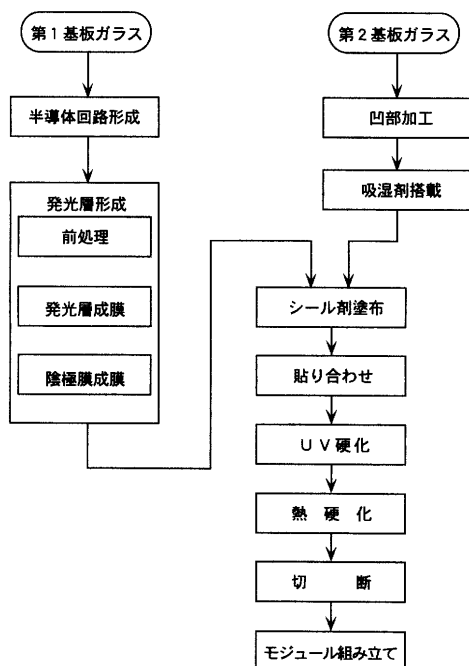 第1基板ガラス
半導体回路形成
発光層形成
前処理
発光層成膜
陰極膜成膜
第2基板ガラス
凹部加工
吸湿剤搭載
シール剤塗布
貼り合わせ
UV硬化
熱硬化
切断
モジュール組み立て